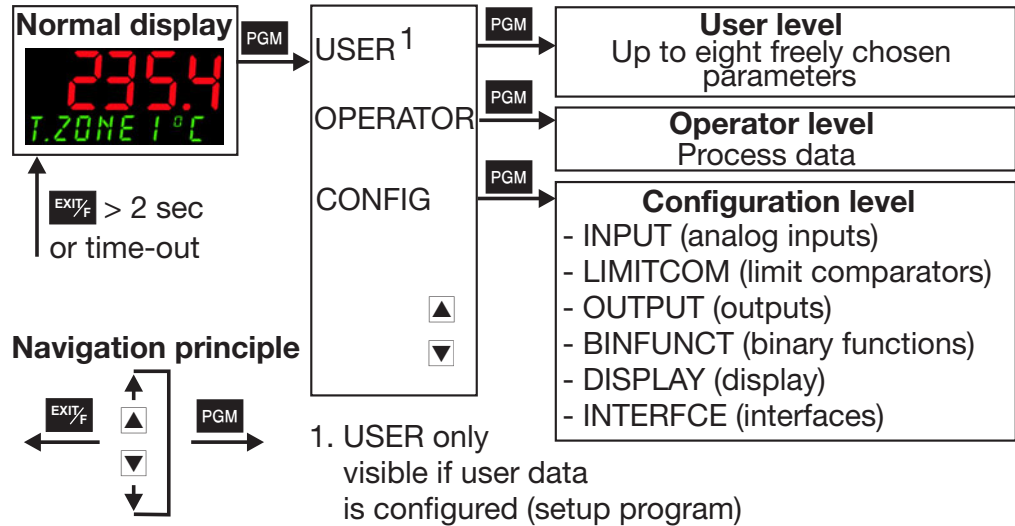 Normal display
235.4
T.ZONE 1 °C
PGM
EXIT/F > 2 sec
or time-out
USER1
OPERATOR
CONFIG
▲
▼
PGM
User level
Up to eight freely chosen
parameters
PGM
Operator level
Process data
PGM
Configuration level
- INPUT (analog inputs)
- LIMITCOM (limit comparators)
- OUTPUT (outputs)
- BINFUNCT (binary functions)
- DISPLAY (display)
- INTERFCE (interfaces)
Navigation principle
EXIT/F
▲
▼
PGM
1. USER only
visible if user data
is configured (setup program)